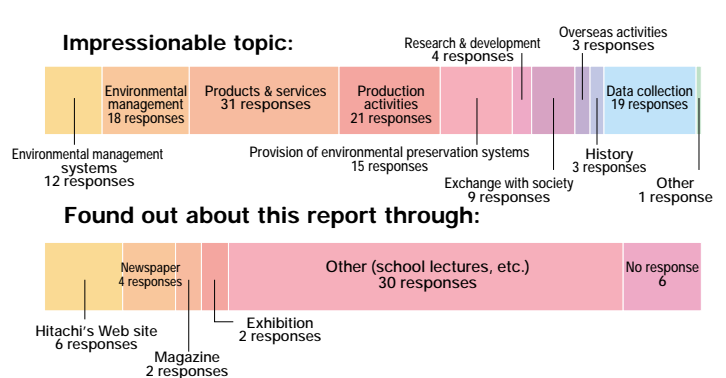 Impressionable topic:
Research & development
4 responses
Overseas activities
3 responses
Environmental
management
18 responses
Products & services
31 responses
Production
activities
21 responses
Data collection
19 responses
Environmental management
systems
12 responses
Provision of environmental preservation systems
15 responses
Exchange with society
9 responses
History
3 responses
Other
1 response
Found out about this report through:
Newspaper
4 responses
Other (school lectures, etc.)
30 responses
No response
6
Hitachi's Web site
6 responses
Magazine
2 responses
Exhibition
2 responses